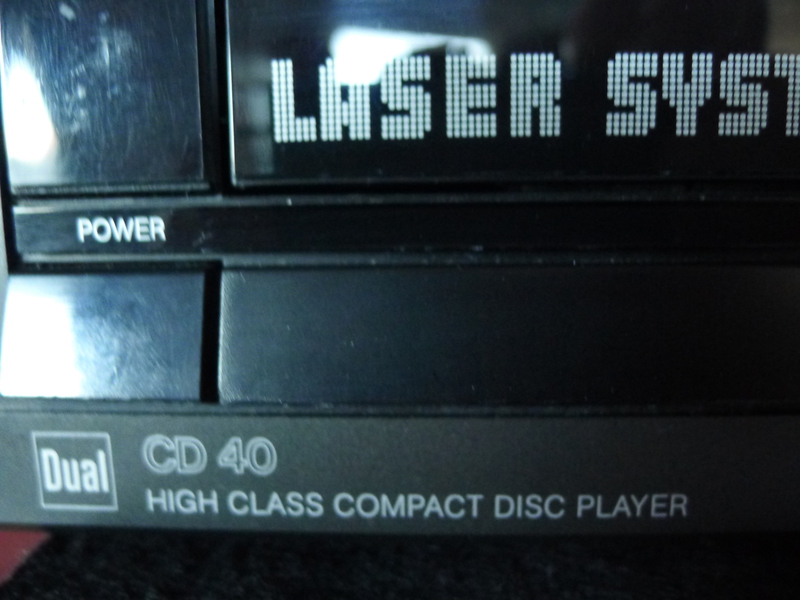 LASER SYST
POWER
Dual
CD 40
HIGH CLASS COMPACT DISC PLAYER